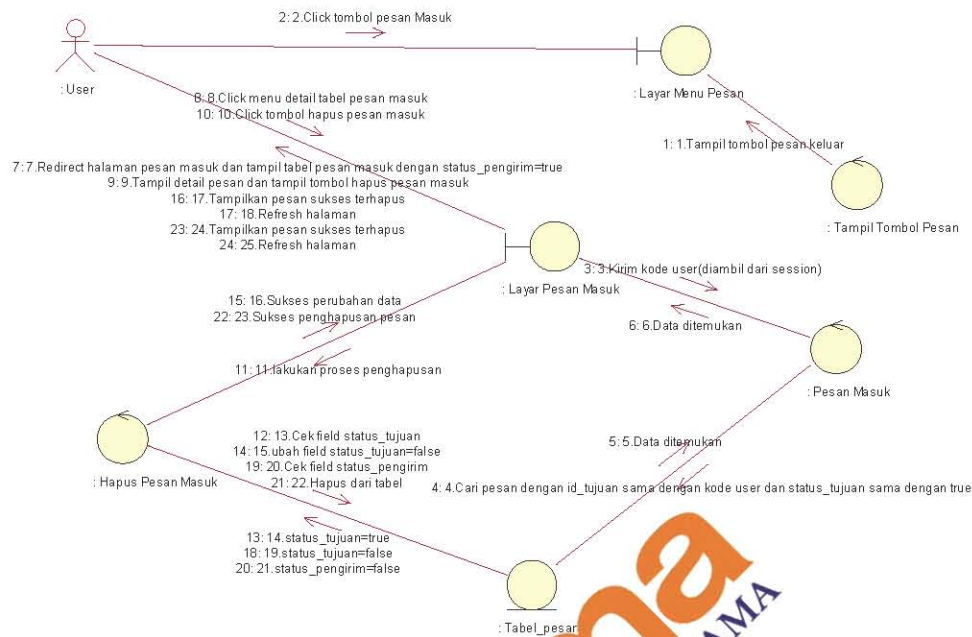 2: 2.Click tombol pesan Masuk
: User
: Layar Menu Pesan
8: 8.Click menu detail tabel pesan masuk
10: 10.Click tombol hapus pesan masuk
1: 1.Tampil tombol pesan keluar
7: 7.Redirect halaman pesan masuk dan tampil tabel pesan masuk dengan status_pengirim=true
9: 9.Tampil detail pesan dan tampil tombol hapus pesan masuk
16: 17.Tampilkan pesan sukses terhapus
17: 18.Refresh halaman
23: 24.Tampilkan pesan sukses terhapus
24: 25.Refresh halaman
: Tampil Tombol Pesan
3: 3.Kirim kode user(diambil dari session)
: Layar Pesan Masuk
15: 16.Sukses perubahan data
22: 23.Sukses penghapusan pesan
6: 6.Data ditemukan
11: 11.lakukan proses penghapusan
: Pesan Masuk
12: 13.Cek field status_tujuan
14: 15.ubah field status_tujuan=false
19: 20.Cek field status_pengirim
21: 22.Hapus dari tabel
5: 5.Data ditemukan
: Hapus Pesan Masuk
4: 4.Cari pesan dengan id_tujuan sama dengan kode user dan status_tujuan sama dengan true
13: 14.status_tujuan=true
18: 19.status_tujuan=false
20: 21.status_pengirim=false
: Tabel_pesan